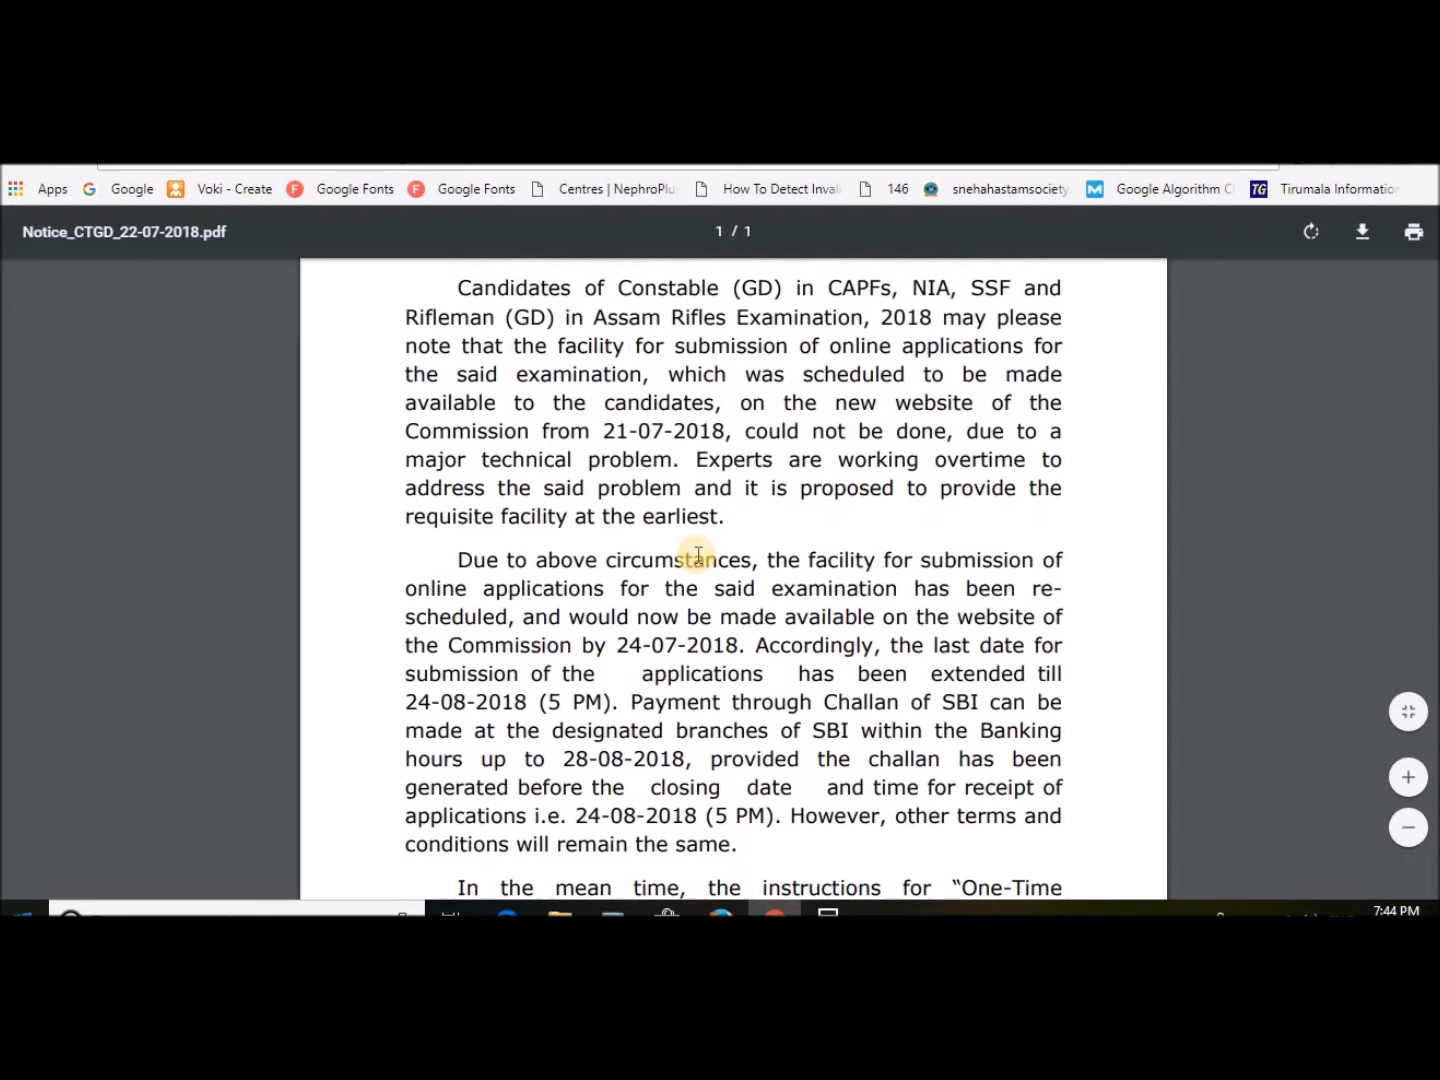 Apps Google Voki - Create Google Fonts Google Fonts Centres | NephroPlu How To Detect Invali 146 snehahastamsociety Google Algorithm C TG Tirumala Information
Notice_CTGD_22-07-2018.pdf 1 / 1
Candidates of Constable (GD) in CAPFs, NIA, SSF and
Rifleman (GD) in Assam Rifles Examination, 2018 may please
note that the facility for submission of online applications for
the said examination, which was scheduled to be made
available to the candidates, on the new website of the
Commission from 21-07-2018, could not be done, due to a
major technical problem. Experts are working overtime to
address the said problem and it is proposed to provide the
requisite facility at the earliest.
Due to above circumstances, the facility for submission of
online applications for the said examination has been re-
scheduled, and would now be made available on the website of
the Commission by 24-07-2018. Accordingly, the last date for
submission of the applications has been extended till
24-08-2018 (5 PM). Payment through Challan of SBI can be
made at the designated branches of SBI within the Banking
hours up to 28-08-2018, provided the challan has been
generated before the closing date and time for receipt of
applications i.e. 24-08-2018 (5 PM). However, other terms and
conditions will remain the same.
In the mean time, the instructions for “One-Time
7:44 PM